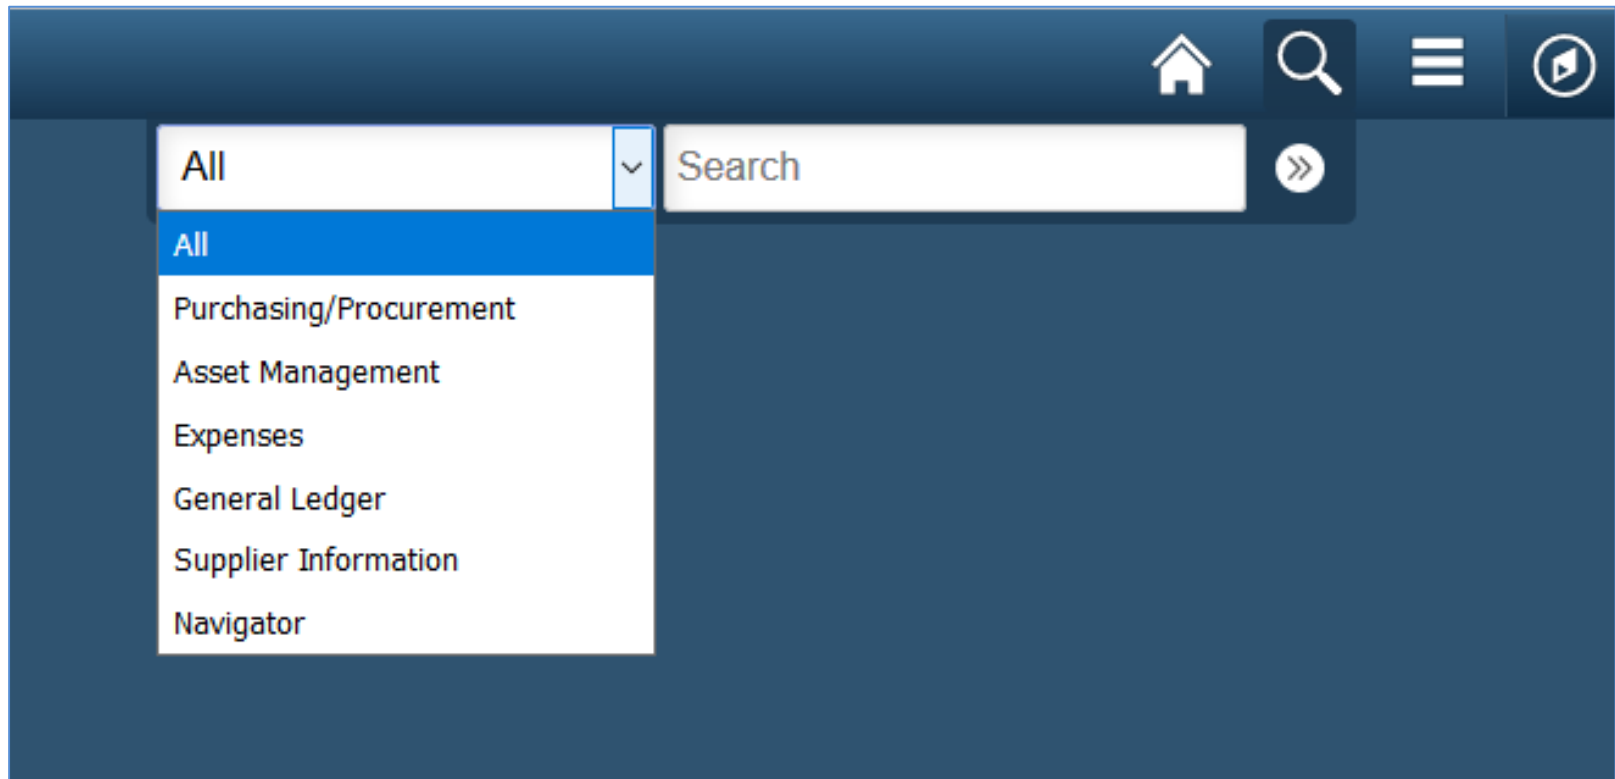 All
Search
All
Purchasing/Procurement
Asset Management
Expenses
General Ledger
Supplier Information
Navigator